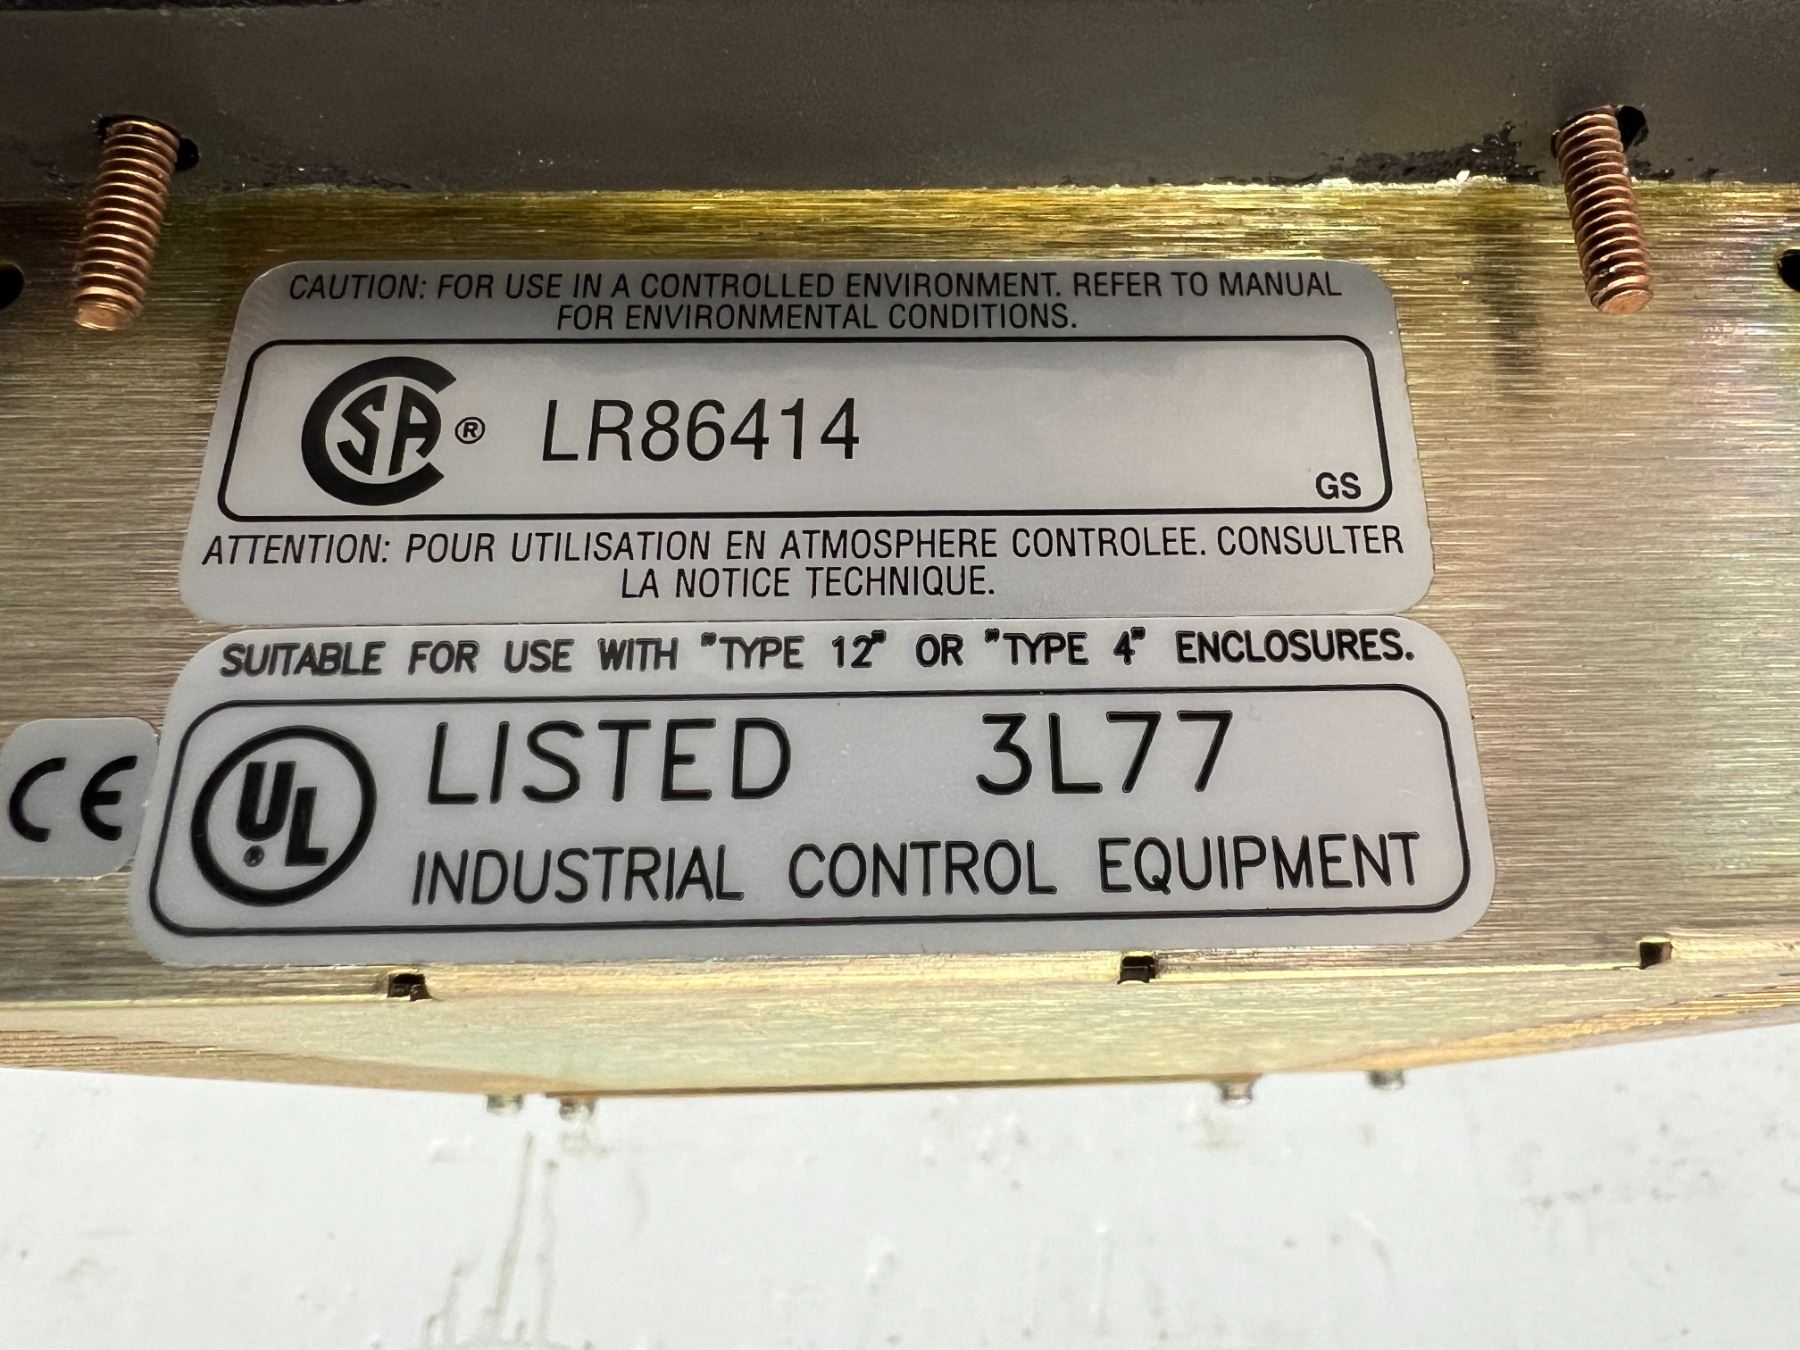 CAUTION: FOR USE IN A CONTROLLED ENVIRONMENT. REFER TO MANUAL
FOR ENVIRONMENTAL CONDITIONS.
CSA ® LR86414
GS
ATTENTION: POUR UTILISATION EN ATMOSPHERE CONTROLEE. CONSULTER
LA NOTICE TECHNIQUE.
SUITABLE FOR USE WITH "TYPE 12" OR "TYPE 4" ENCLOSURES.
CE
UL ® LISTED 3L77
INDUSTRIAL CONTROL EQUIPMENT